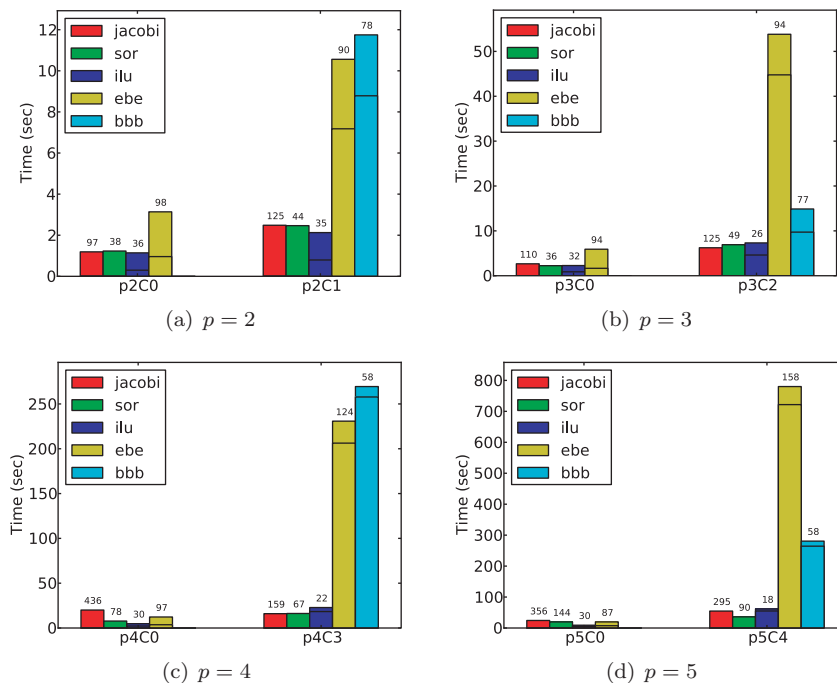 12
10
8
6
4
2
0
Time (sec)
jacobi
sor
ilu
ebe
bbb
97
38
36
98
125
44
35
90
78
p2C0
p2C1
(a) p = 2
50
40
30
20
10
0
Time (sec)
jacobi
sor
ilu
ebe
bbb
110
36
32
94
125
49
26
94
77
p3C0
p3C2
(b) p = 3
250
200
150
100
50
0
Time (sec)
jacobi
sor
ilu
ebe
bbb
436
78
30
97
159
67
22
124
58
p4C0
p4C3
(c) p = 4
800
700
600
500
400
300
200
100
0
Time (sec)
jacobi
sor
ilu
ebe
bbb
356
144
30
87
295
90
18
158
58
p5C0
p5C4
(d) p = 5